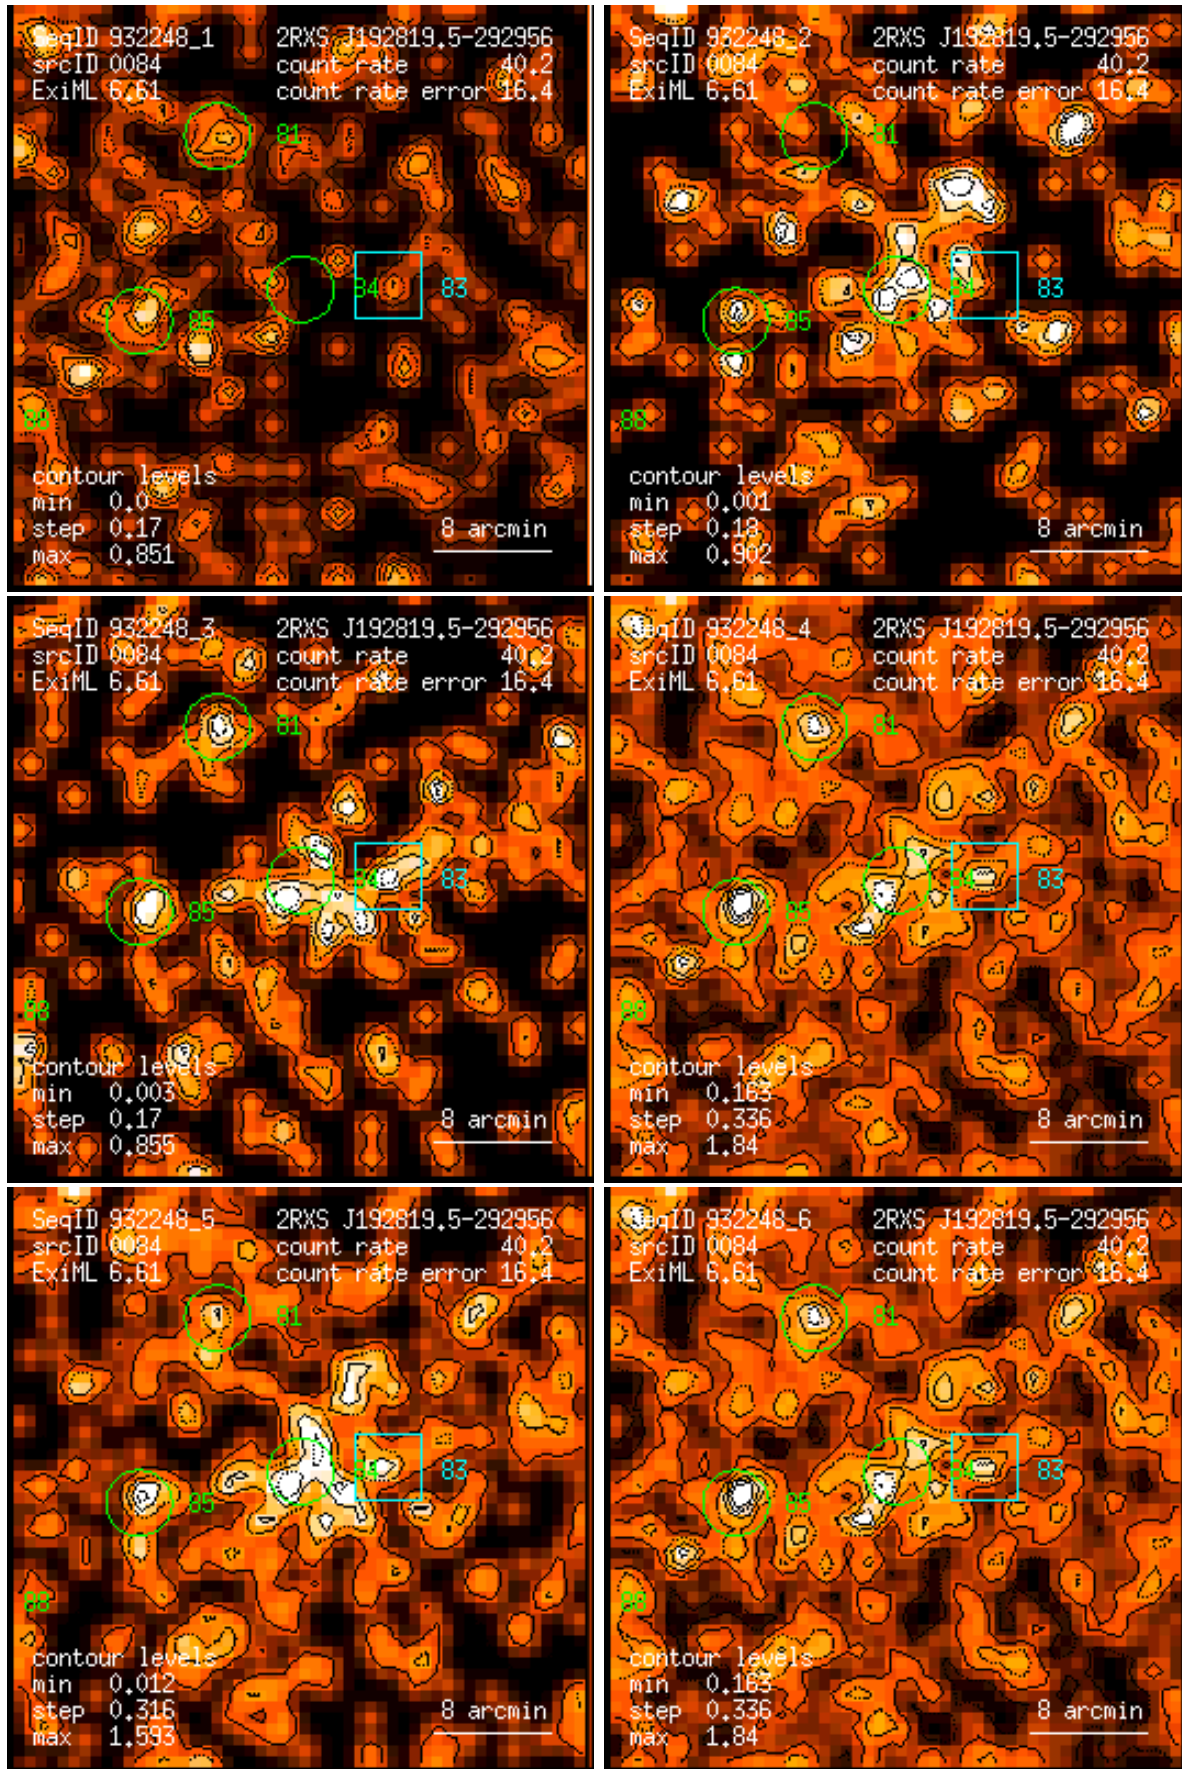 SeqID 932248_1 2RXS J192819.5-292956
srcID 0084 count rate 40.2
ExiML 6.61 count rate error 16.4
81
84 83
85
88
contour levels
min 0.0
step 0.17 8 arcmin
max 0.851
SeqID 932248_2 2RXS J192819.5-292956
srcID 0084 count rate 40.2
ExiML 6.61 count rate error 16.4
81
84 83
85
88
contour levels
min 0.001
step 0.18 8 arcmin
max 0.902
SeqID 932248_3 2RXS J192819.5-292956
srcID 0084 count rate 40.2
ExiML 6.61 count rate error 16.4
81
84 83
85
88
contour levels
min 0.003
step 0.17 8 arcmin
max 0.855
SeqID 932248_4 2RXS J192819.5-292956
srcID 0084 count rate 40.2
ExiML 6.61 count rate error 16.4
81
84 83
85
88
contour levels
min 0.163
step 0.336 8 arcmin
max 1.84
SeqID 932248_5 2RXS J192819.5-292956
srcID 0084 count rate 40.2
ExiML 6.61 count rate error 16.4
81
84 83
85
88
contour levels
min 0.012
step 0.316 8 arcmin
max 1.593
SeqID 932248_6 2RXS J192819.5-292956
srcID 0084 count rate 40.2
ExiML 6.61 count rate error 16.4
81
84 83
85
88
contour levels
min 0.163
step 0.336 8 arcmin
max 1.84